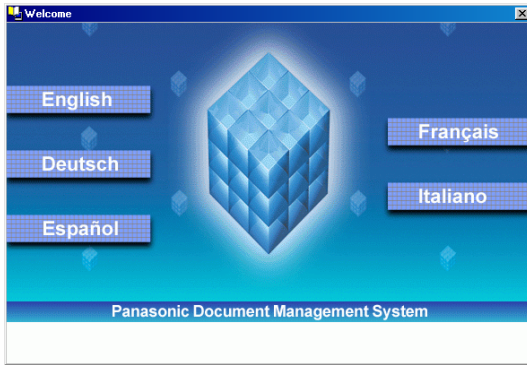 Welcome
English
Deutsch
Español
Français
Italiano
Panasonic Document Management System